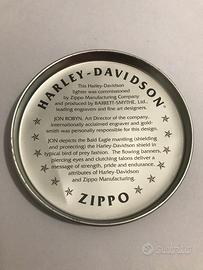 HARLEY-DAVIDSON®
This Harley-Davidson
lighter was commissioned
by Zippo Manufacturing Company
and produced by BARRETT-SMYTHE, Ltd.,
leading engravers and fine art designers.
JON ROBYN, Art Director of the company,
internationally acclaimed engraver and gold-
smith was personally responsible for this design.
JON depicts the Bald Eagle mantling (shielding
and protecting) the Harley-Davidson shield in
typical bird of prey fashion. The flowing banner,
piercing eyes and clutching talons deliver a
message of strength, pride and endurance,
attributes of Harley-Davidson
and Zippo Manufacturing.
ZIPPO
subito